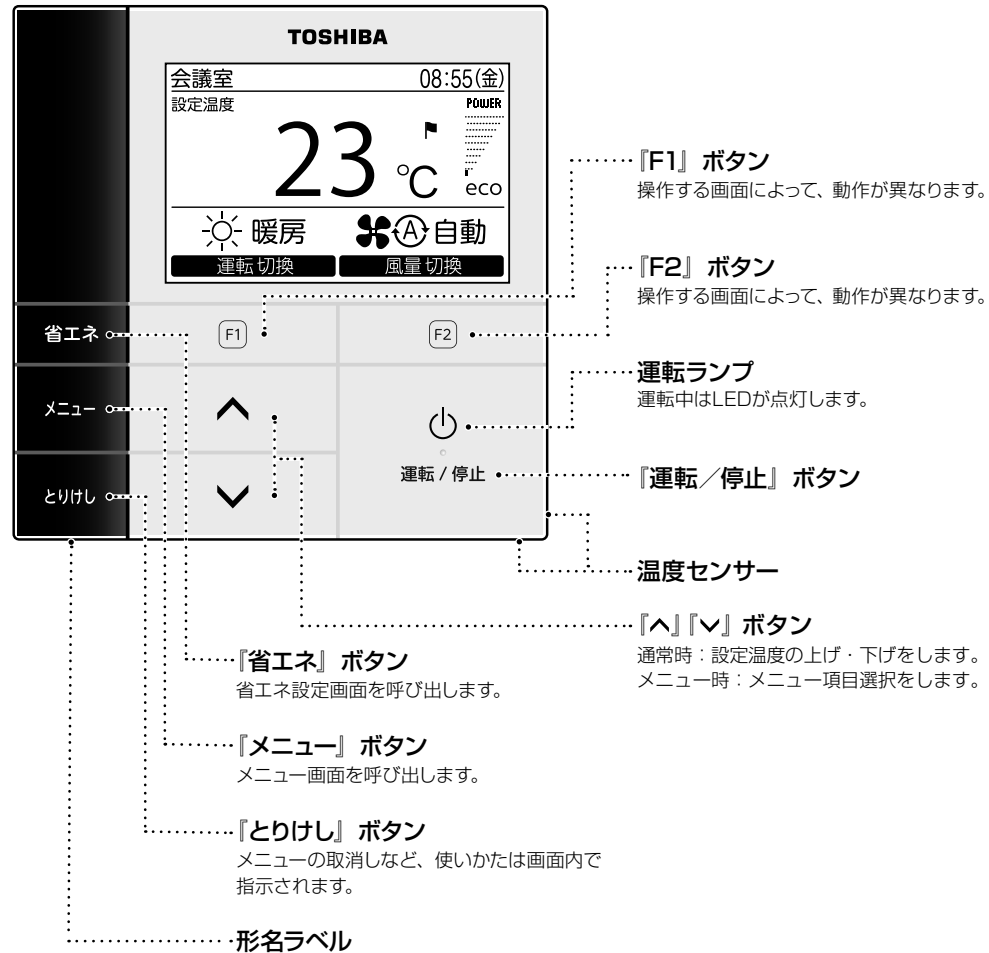 TOSHIBA
会議室 08:55(金)
設定温度 POWER
23 ℃
eco
暖房 A 自動
運転切換 風量切換
省エネ F1 F2
メニュー
とりけし
運転 / 停止
『F1』ボタン
操作する画面によって、動作が異なります。
『F2』ボタン
操作する画面によって、動作が異なります。
運転ランプ
運転中はLEDが点灯します。
『運転／停止』ボタン
温度センサー
『∧』『∨』ボタン
通常時：設定温度の上げ・下げをします。
メニュー時：メニュー項目選択をします。
『省エネ』ボタン
省エネ設定画面を呼び出します。
『メニュー』ボタン
メニュー画面を呼び出します。
『とりけし』ボタン
メニューの取消しなど、使いかたは画面内で
指示されます。
形名ラベル